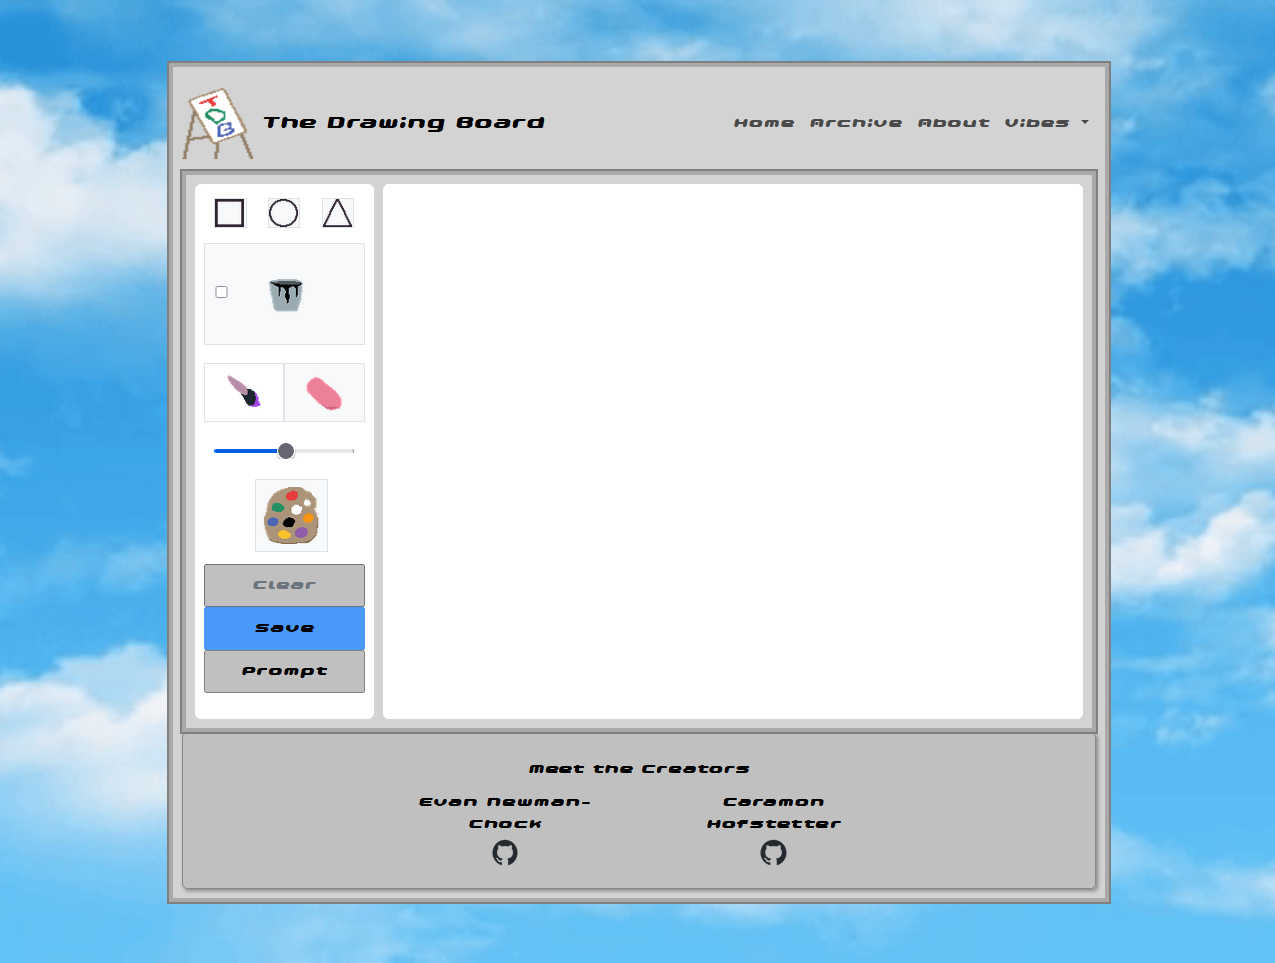 TDB
The Drawing Board
Home Archive About Vibes
Clear
Save
Prompt
Meet the Creators
Evan Newman-
Chock
Caramon
Hofstetter